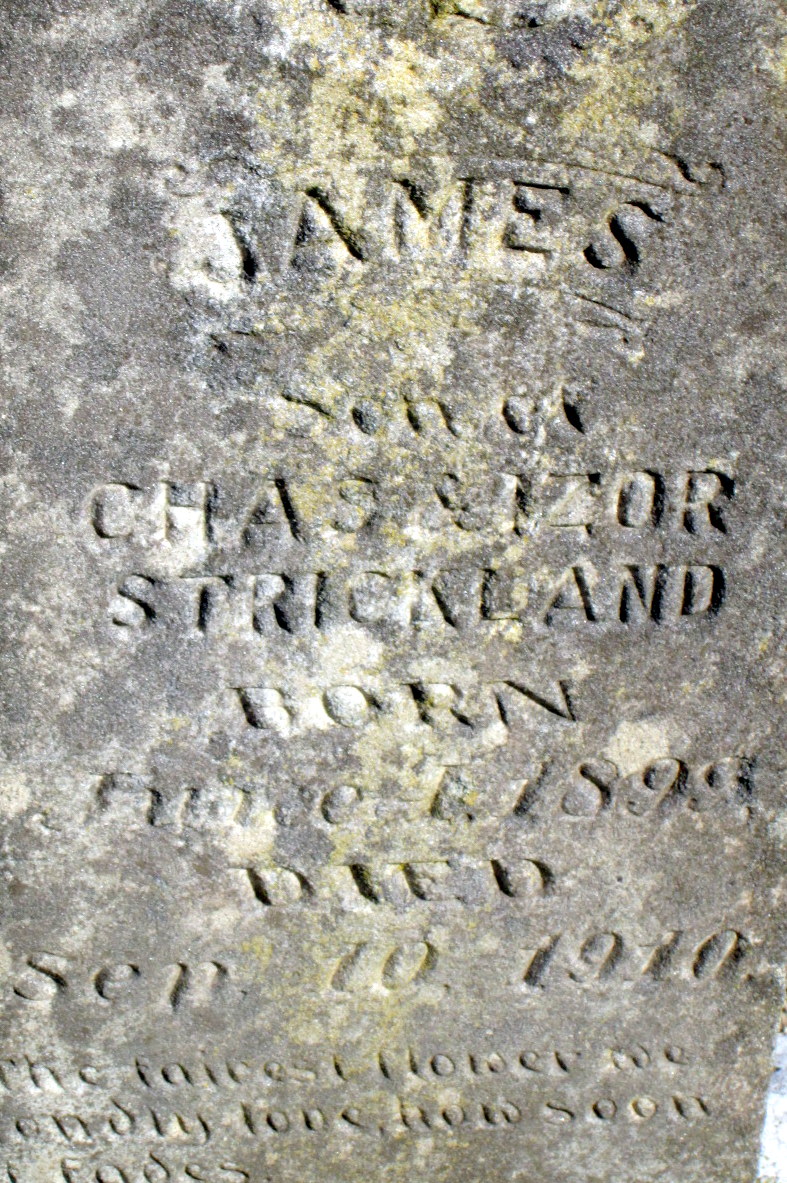 JAMES
Son of
CHAS & IZOR
STRICKLAND
BORN
June 1. 1899
DIED
Sep. 10. 1910.
The fairest flower we
fondly love, how soon
it fades.